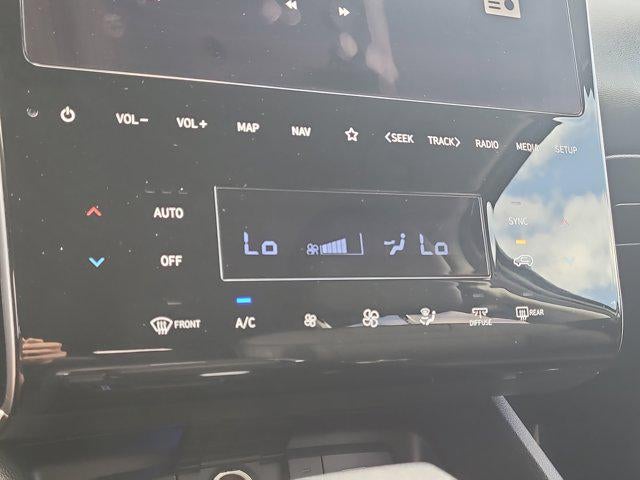 VOL− VOL+ MAP NAV ☆ <SEEK TRACK> RADIO MEDIA SETUP
AUTO SYNC
Lo Lo
OFF
FRONT A/C DIFFUSE REAR